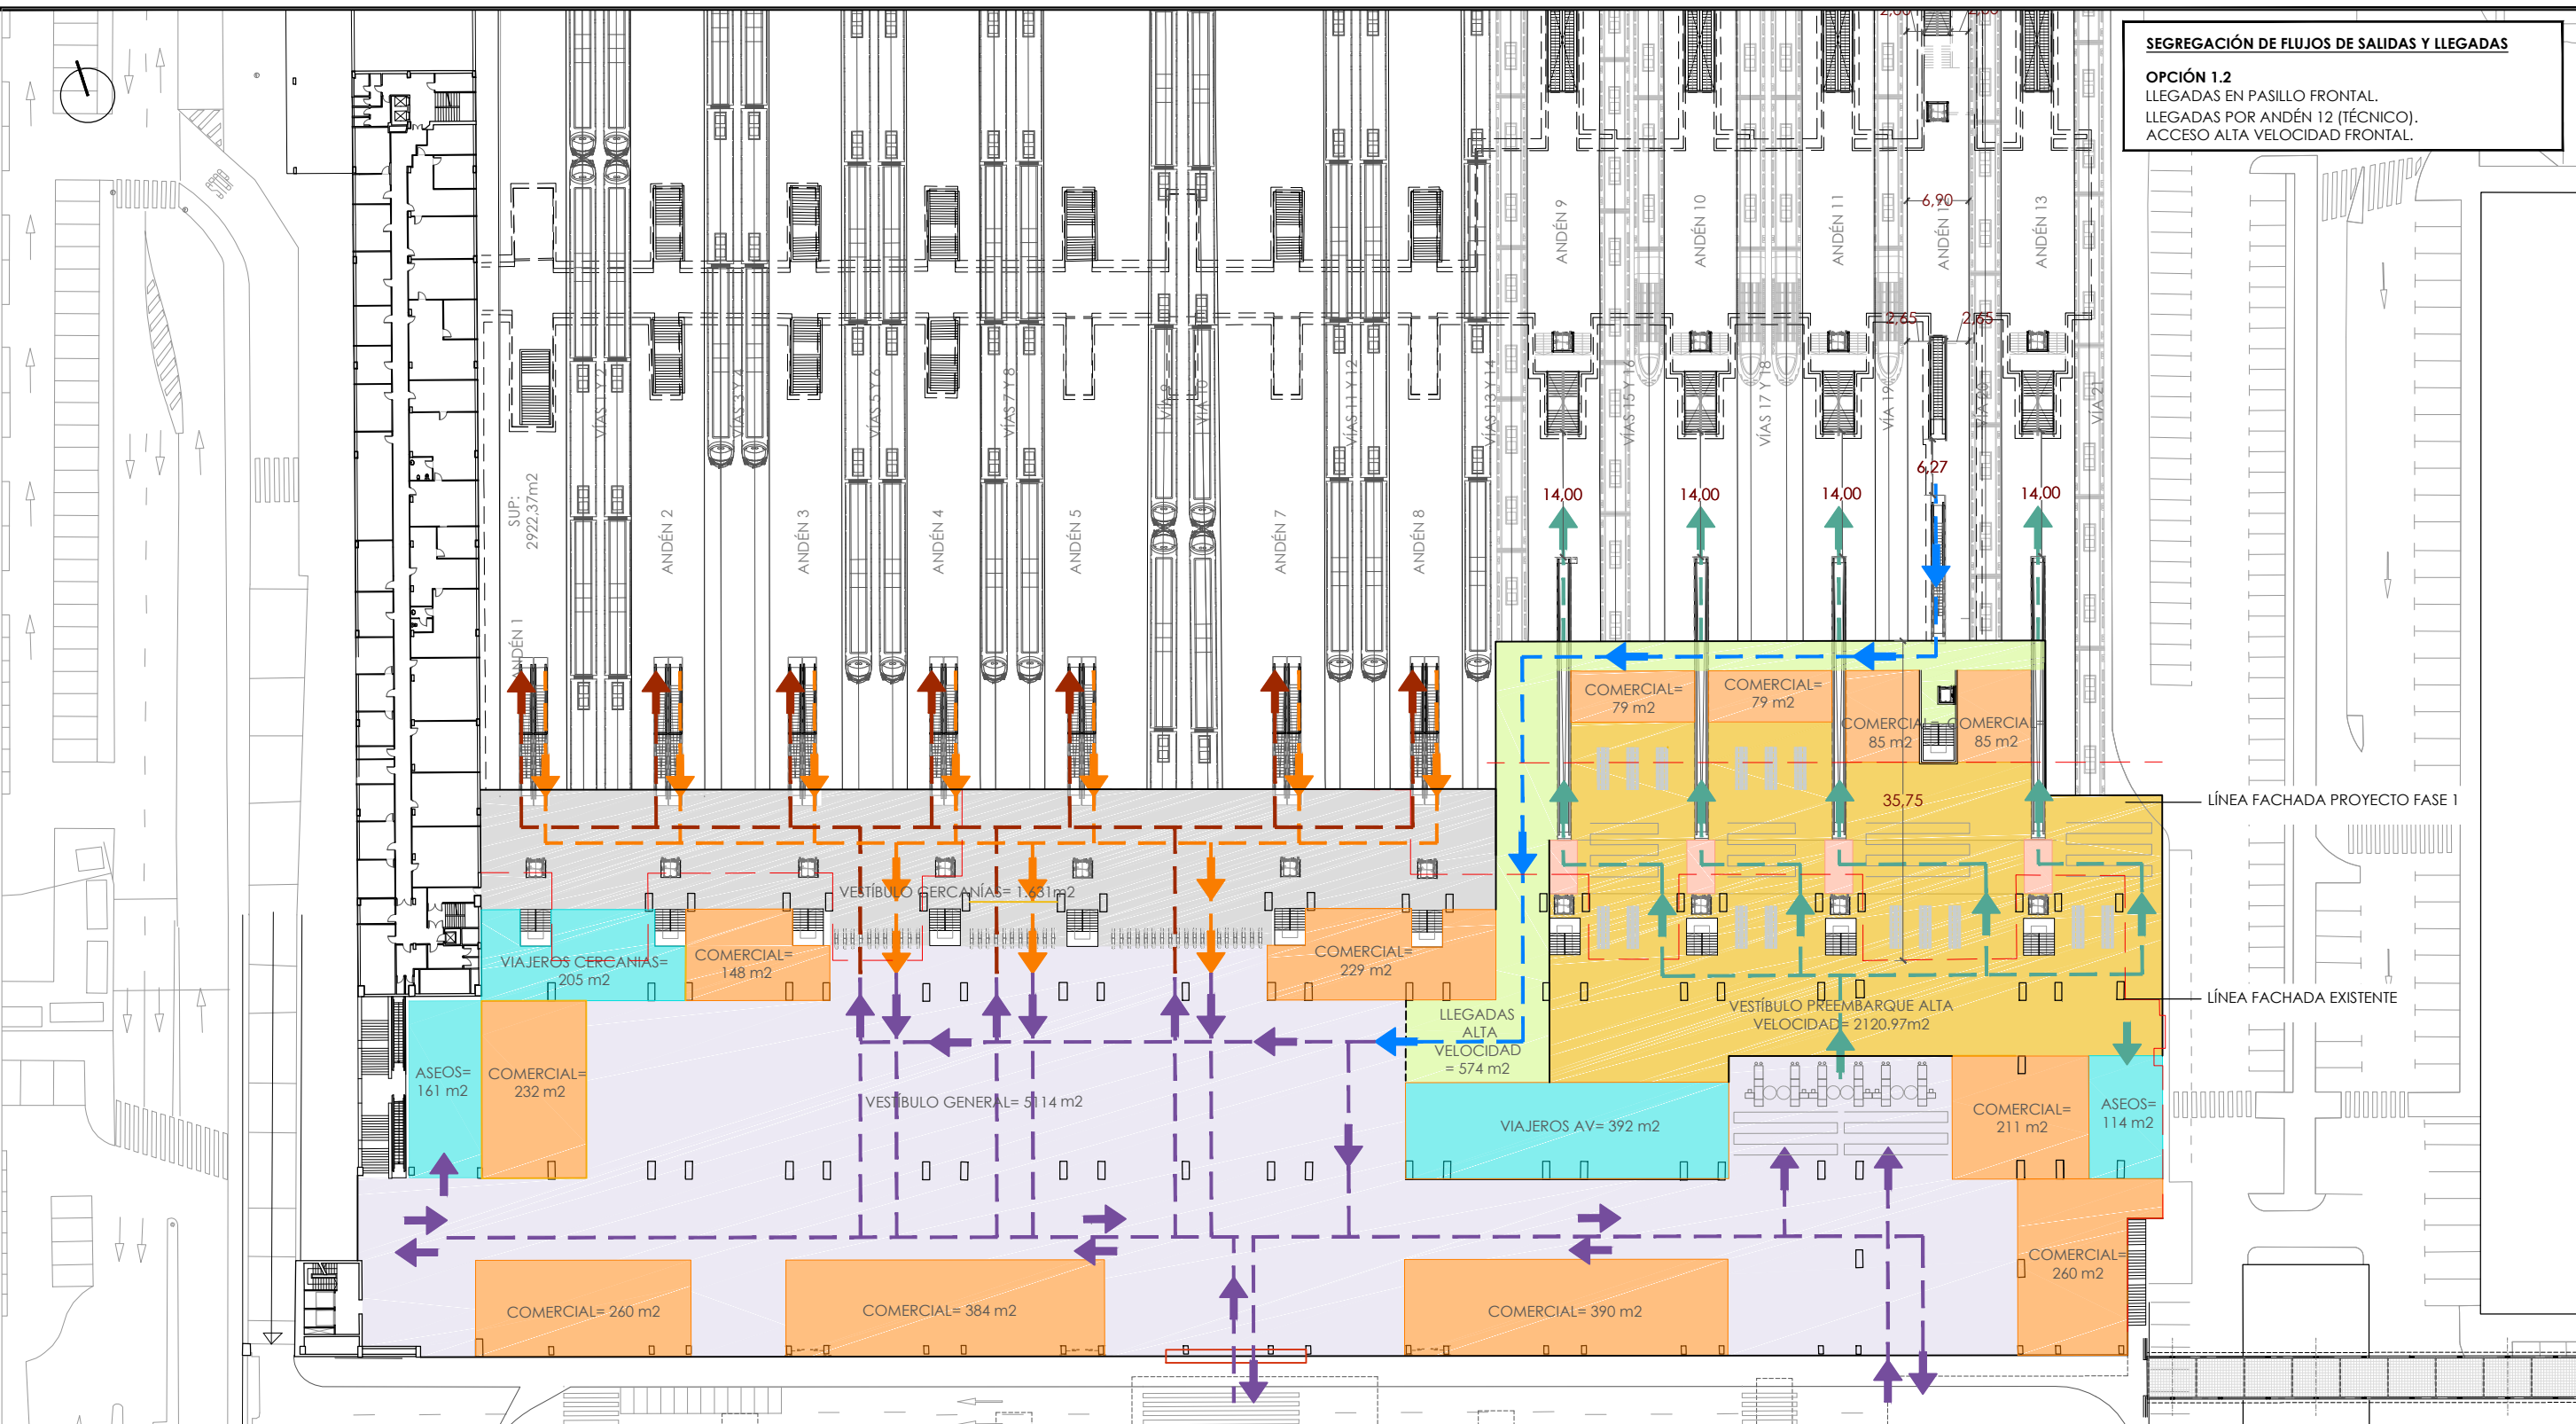 SEGREGACIÓN DE FLUJOS DE SALIDAS Y LLEGADAS
OPCIÓN 1.2
LLEGADAS EN PASILLO FRONTAL.
LLEGADAS POR ANDÉN 12 (TÉCNICO).
ACCESO ALTA VELOCIDAD FRONTAL.
6,90
2,65
2,65
6,27
14,00
14,00
14,00
14,00
35,75
SUP:
2922,37m2
ANDÉN 1
VÍAS 1 Y 2
ANDÉN 2
VÍAS 3 Y 4
ANDÉN 3
VÍAS 5 Y 6
ANDÉN 4
VÍAS 7 Y 8
ANDÉN 5
VÍA 9
VÍA 10
ANDÉN 7
VÍAS 11 Y 12
ANDÉN 8
VÍAS 13 Y 14
ANDÉN 9
VÍAS 15 Y 16
ANDÉN 10
VÍAS 17 Y 18
ANDÉN 11
VÍA 19
VÍA 20
ANDÉN 13
VÍA 21
COMERCIAL=
79 m2
COMERCIAL=
79 m2
COMERCIAL=
85 m2
COMERCIAL=
85 m2
LÍNEA FACHADA PROYECTO FASE 1
LÍNEA FACHADA EXISTENTE
VESTÍBULO CERCANÍAS= 1.631m2
VIAJEROS CERCANÍAS=
205 m2
COMERCIAL=
148 m2
COMERCIAL=
229 m2
LLEGADAS
ALTA
VELOCIDAD
= 574 m2
VESTÍBULO PREEMBARQUE ALTA
VELOCIDAD= 2120.97m2
ASEOS=
161 m2
COMERCIAL=
232 m2
VESTÍBULO GENERAL= 5114 m2
VIAJEROS AV= 392 m2
COMERCIAL=
211 m2
ASEOS=
114 m2
COMERCIAL=
260 m2
COMERCIAL= 260 m2
COMERCIAL= 384 m2
COMERCIAL= 390 m2